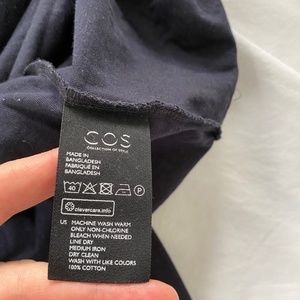 COS
COLLECTION OF STYLE
MADE IN
BANGLADESH
FABRIQUÉ EN
BANGLADESH
40 P
clevercare.info
US MACHINE WASH WARM
ONLY NON-CHLORINE
BLEACH WHEN NEEDED
LINE DRY
MEDIUM IRON
DRY CLEAN
WASH WITH LIKE COLORS
100% COTTON